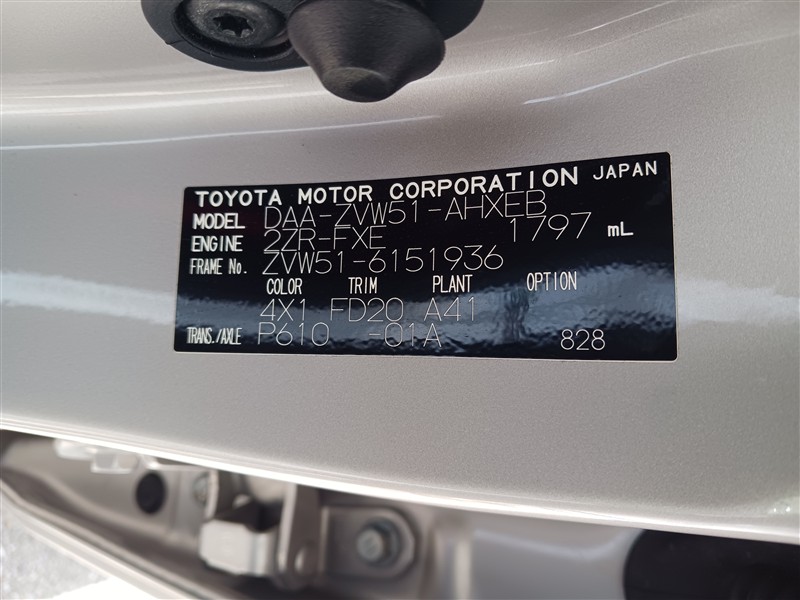 TOYOTA MOTOR CORPORATION JAPAN
MODEL DAA-ZVW51-AHXEB
ENGINE 2ZR-FXE 1797 mL
FRAME No. ZVW51-6151936
COLOR TRIM PLANT OPTION
4X1 FD20 A41
TRANS./AXLE P610 -01A 828